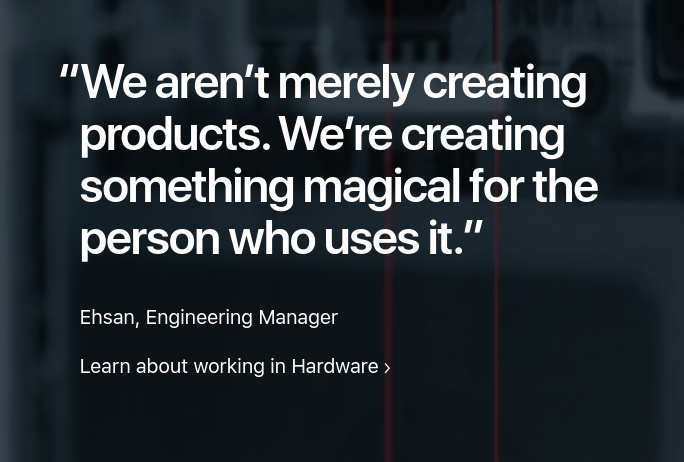 “We aren’t merely creating
products. We’re creating
something magical for the
person who uses it.”
Ehsan, Engineering Manager
Learn about working in Hardware ›